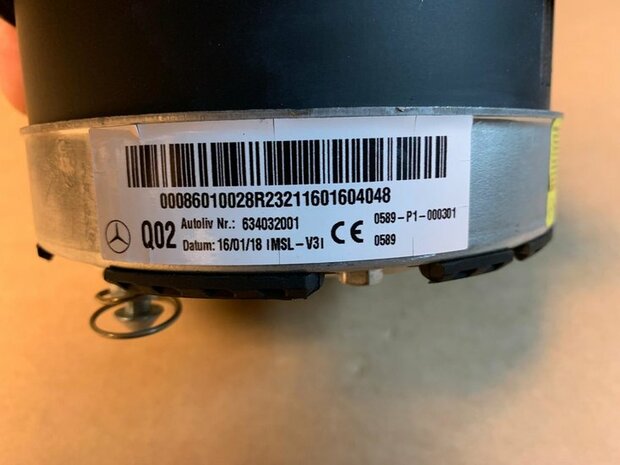 00086010028R23211601604048
Q02 Autoliv Nr.: 634032001
Datum: 16/01/18 IMSL-V3I CE
0589-P1-000301
0589